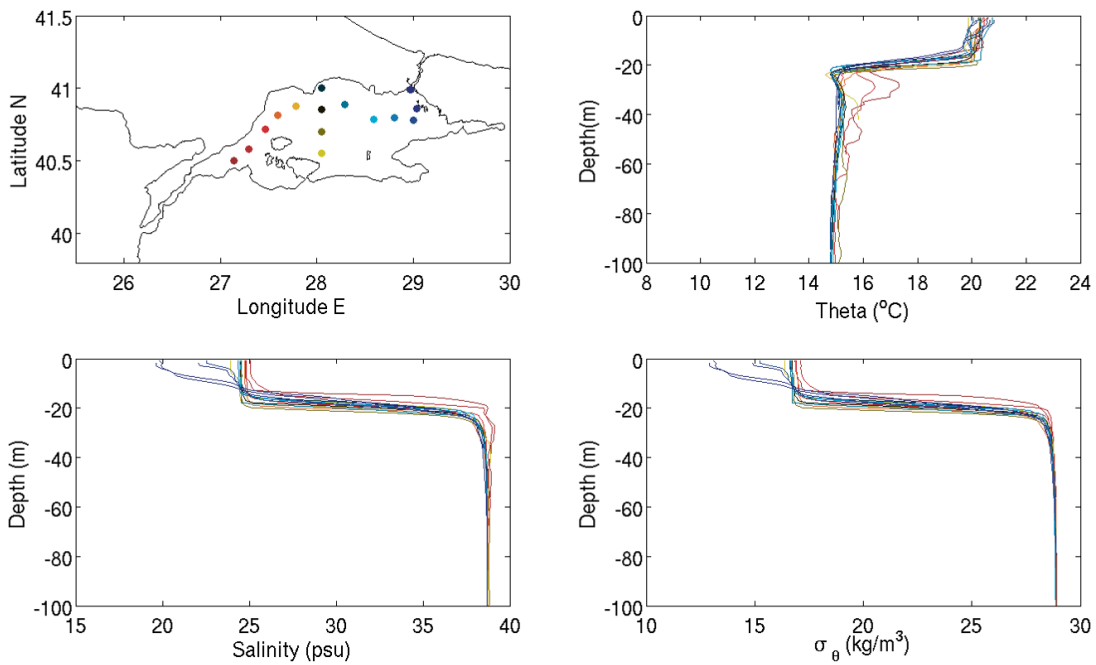 41.5
41
40.5
40
Latitude N
26 27 28 29 30
Longitude E
0
-20
-40
-60
-80
-100
Depth(m)
8 10 12 14 16 18 20 22 24
Theta (°C)
0
-20
-40
-60
-80
-100
Depth (m)
15 20 25 30 35 40
Salinity (psu)
0
-20
-40
-60
-80
-100
Depth (m)
10 15 20 25 30
σ θ (kg/m³)